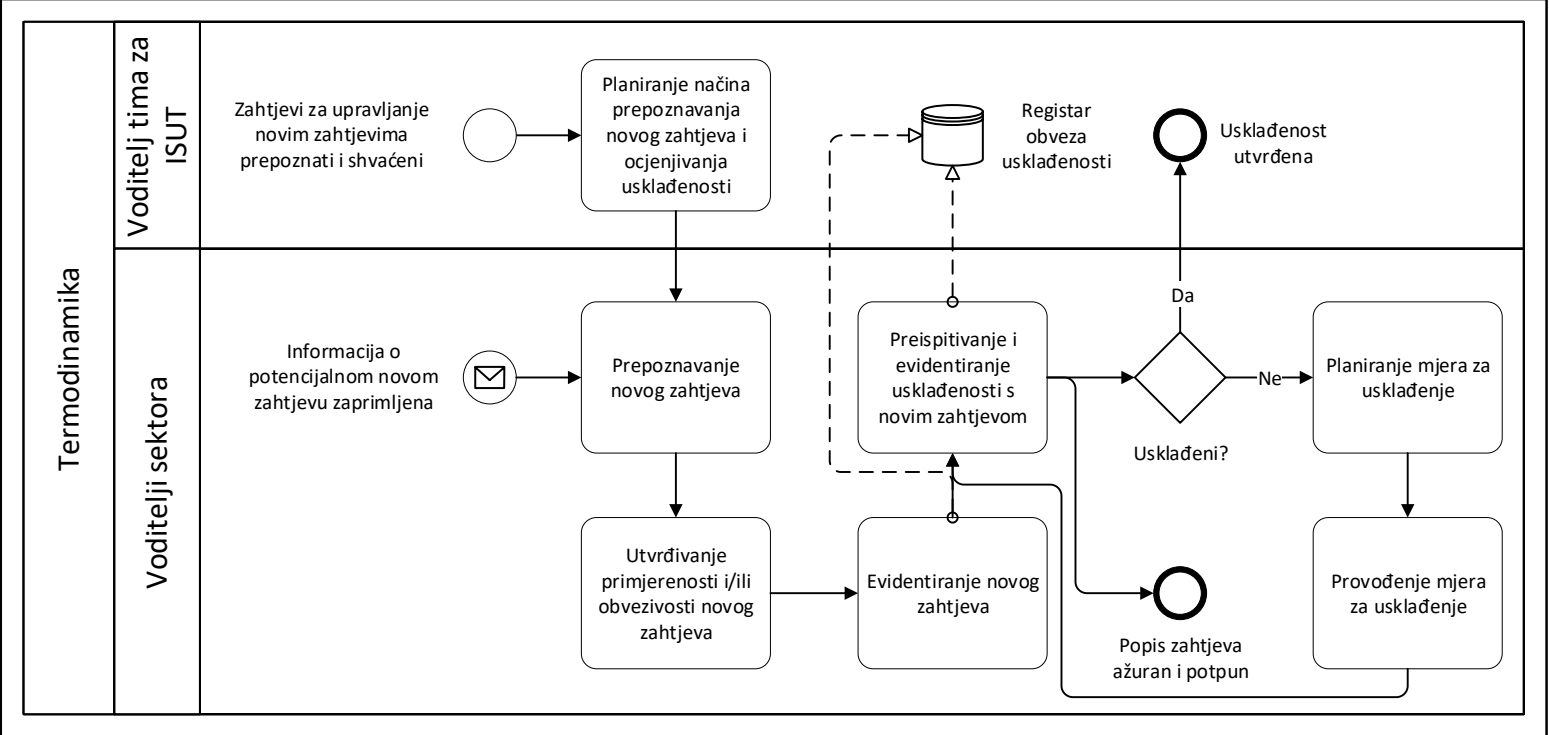 Termodinamika
Voditelj tima za
ISUT
Zahtjevi za upravljanje
novim zahtjevima
prepoznati i shvaćeni
Planiranje načina
prepoznavanja
novog zahtjeva i
ocjenjivanja
usklađenosti
Registar
obveza
usklađenosti
Usklađenost
utvrđena
Voditelji sektora
Informacija o
potencijalnom novom
zahtjevu zaprimljena
Prepoznavanje
novog zahtjeva
Preispitivanje i
evidentiranje
usklađenosti s
novim zahtjevom
Da
Usklađeni?
Ne
Planiranje mjera za
usklađenje
Utvrđivanje
primjerenosti i/ili
obvezivosti novog
zahtjeva
Evidentiranje novog
zahtjeva
Popis zahtjeva
ažuran i potpun
Provođenje mjera
za usklađenje